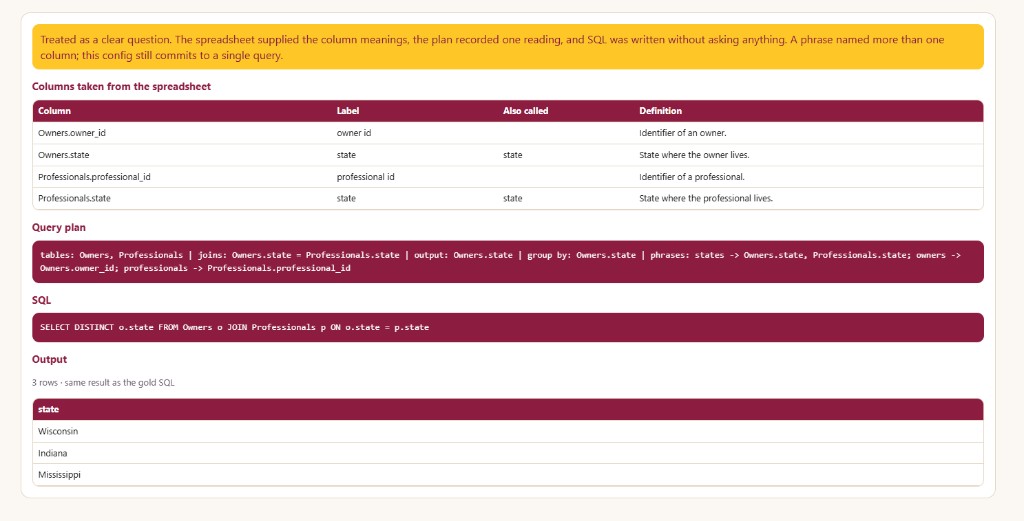 Treated as a clear question. The spreadsheet supplied the column meanings, the plan recorded one reading, and SQL was written without asking anything. A phrase named more than one
column; this config still commits to a single query.
Columns taken from the spreadsheet
Column Label Also called Definition
Owners.owner_id owner id Identifier of an owner.
Owners.state state state State where the owner lives.
Professionals.professional_id professional id Identifier of a professional.
Professionals.state state state State where the professional lives.
Query plan
tables: Owners, Professionals | joins: Owners.state = Professionals.state | output: Owners.state | group by: Owners.state | phrases: states -> Owners.state, Professionals.state; owners ->
Owners.owner_id; professionals -> Professionals.professional_id
SQL
SELECT DISTINCT o.state FROM Owners o JOIN Professionals p ON o.state = p.state
Output
3 rows · same result as the gold SQL
state
Wisconsin
Indiana
Mississippi